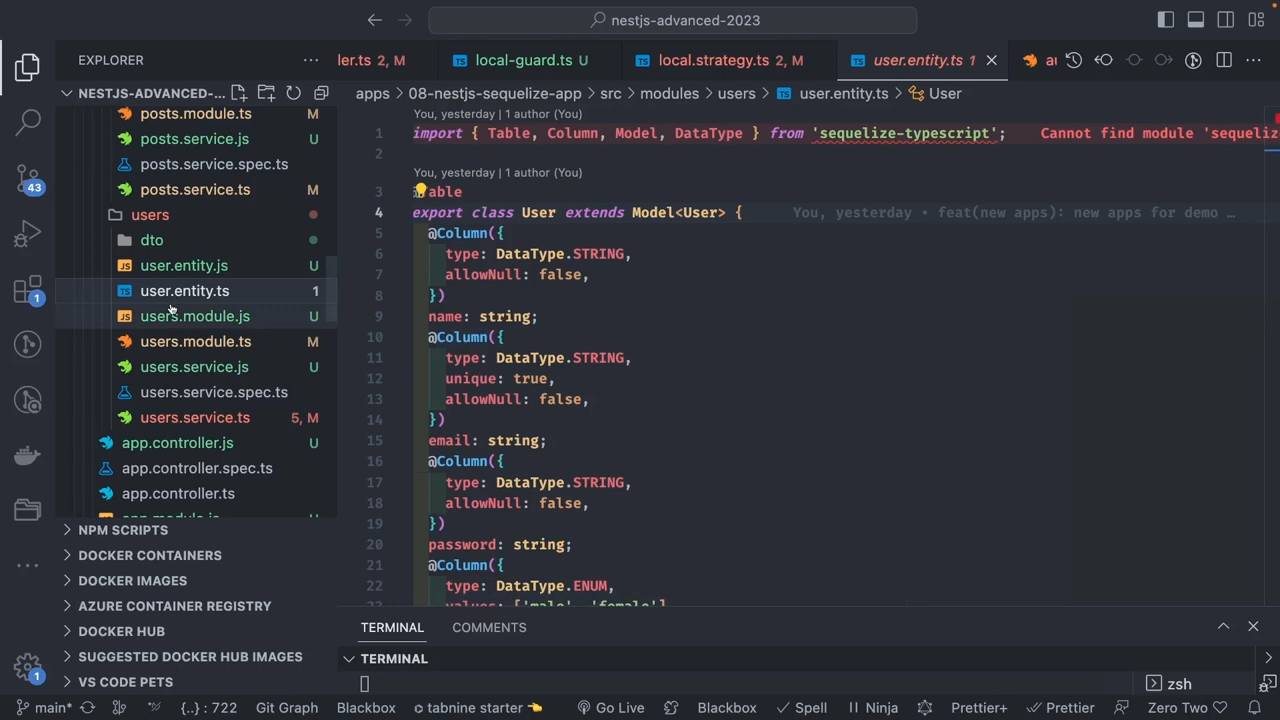 nestjs-advanced-2023
EXPLORER
ler.ts 2, M
local-guard.ts U
local.strategy.ts 2, M
user.entity.ts 1
NESTJS-ADVANCED-...
apps > 08-nestjs-sequelize-app > src > modules > users > user.entity.ts > User
posts.module.ts M
posts.service.js U
posts.service.spec.ts
posts.service.ts M
users
dto
user.entity.js U
user.entity.ts 1
users.module.js U
users.module.ts M
users.service.js U
users.service.spec.ts
users.service.ts 5, M
app.controller.js U
app.controller.spec.ts
app.controller.ts
NPM SCRIPTS
DOCKER CONTAINERS
DOCKER IMAGES
AZURE CONTAINER REGISTRY
DOCKER HUB
SUGGESTED DOCKER HUB IMAGES
VS CODE PETS
43
1
1
You, yesterday | 1 author (You)
1 import { Table, Column, Model, DataType } from 'sequelize-typescript'; Cannot find module 'sequeliz
2
You, yesterday | 1 author (You)
3 @Table
4 export class User extends Model<User> { You, yesterday • feat(new apps): new apps for demo …
5 @Column({
6 type: DataType.STRING,
7 allowNull: false,
8 })
9 name: string;
10 @Column({
11 type: DataType.STRING,
12 unique: true,
13 allowNull: false,
14 })
15 email: string;
16 @Column({
17 type: DataType.STRING,
18 allowNull: false,
19 })
20 password: string;
21 @Column({
22 type: DataType.ENUM,
TERMINAL COMMENTS
TERMINAL
zsh
main* {..} : 722 Git Graph Blackbox tabnine starter Go Live Blackbox Spell Ninja Prettier+ Prettier Zero Two